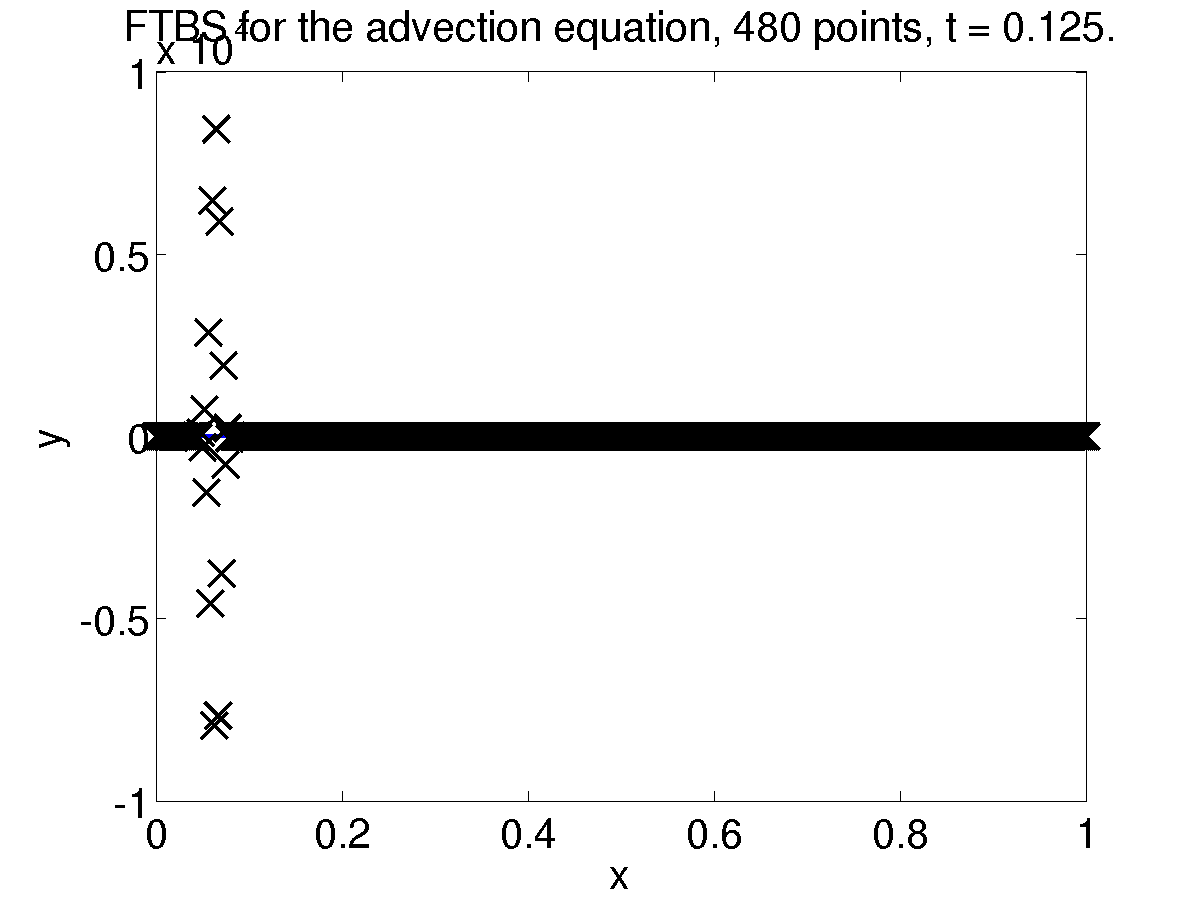 FTBS for the advection equation, 480 points, t = 0.125.
x 10⁴
1
0.5
0
-0.5
-1
y
0 0.2 0.4 0.6 0.8 1
x